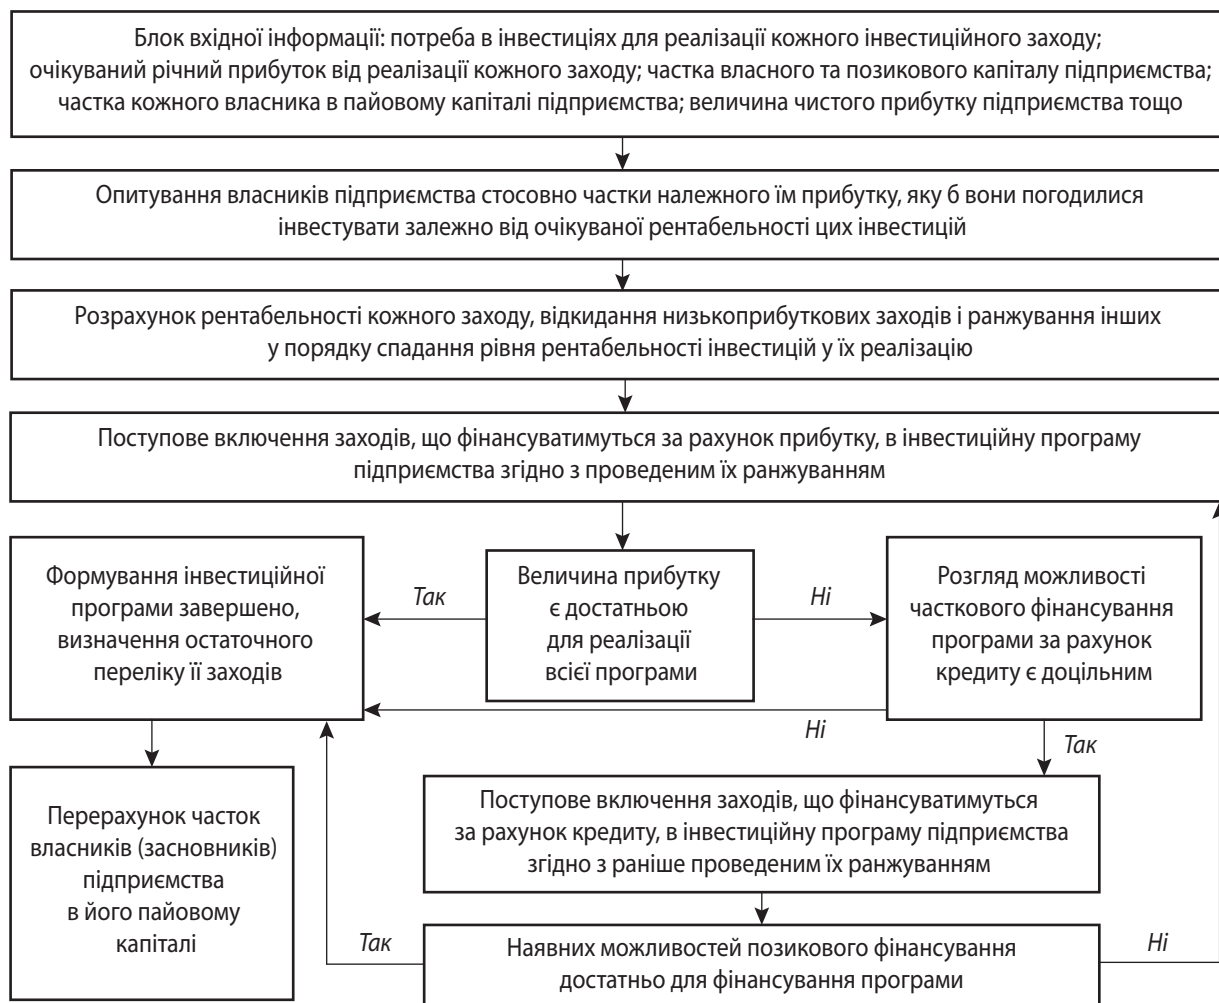 Блок вхідної інформації: потреба в інвестиціях для реалізації кожного інвестиційного заходу;
очікуваний річний прибуток від реалізації кожного заходу; частка власного та позикового капіталу підприємства;
частка кожного власника в пайовому капіталі підприємства; величина чистого прибутку підприємства тощо
Опитування власників підприємства стосовно частки належного їм прибутку, яку б вони погодилися
інвестувати залежно від очікуваної рентабельності цих інвестицій
Розрахунок рентабельності кожного заходу, відкидання низькоприбуткових заходів і ранжування інших
у порядку спадання рівня рентабельності інвестицій у їх реалізацію
Поступове включення заходів, що фінансуватимуться за рахунок прибутку, в інвестиційну програму
підприємства згідно з проведеним їх ранжуванням
Формування інвестиційної
програми завершено,
визначення остаточного
переліку її заходів
Так
Величина прибутку
є достатньою
для реалізації
всієї програми
Ні
Розгляд можливості
часткового фінансування
програми за рахунок
кредиту є доцільним
Ні
Так
Перерахунок часток
власників (засновників)
підприємства
в його пайовому
капіталі
Поступове включення заходів, що фінансуватимуться
за рахунок кредиту, в інвестиційну програму підприємства
згідно з раніше проведеним їх ранжуванням
Так
Наявних можливостей позикового фінансування
достатньо для фінансування програми
Ні